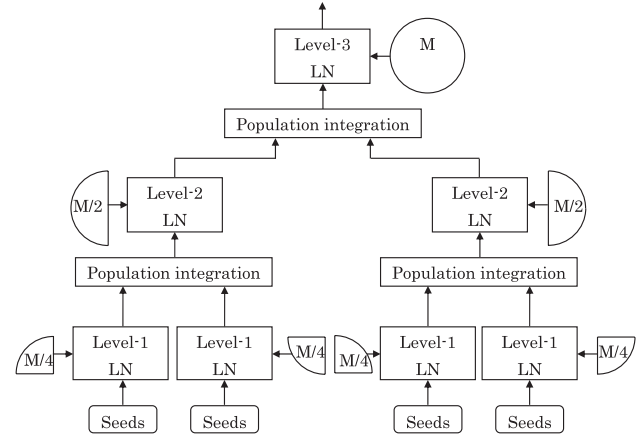 Level-3
LN
M
Population integration
M/2
Level-2
LN
Level-2
LN
M/2
Population integration
Population integration
M/4
Level-1
LN
Level-1
LN
M/4
M/4
Level-1
LN
Level-1
LN
M/4
Seeds
Seeds
Seeds
Seeds